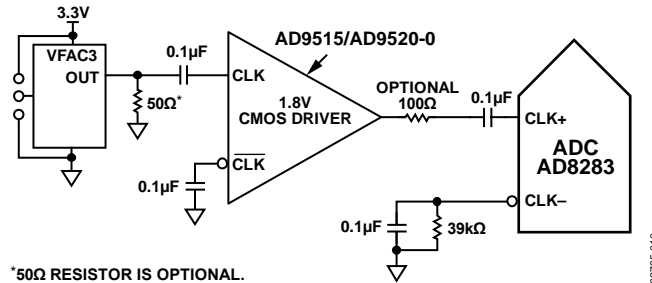 3.3V
VFAC3
OUT
50Ω*
0.1µF
CLK
AD9515/AD9520-0
1.8V
CMOS DRIVER
CLK
0.1µF
OPTIONAL
100Ω
0.1µF
CLK+
ADC
AD8283
CLK–
0.1µF
39kΩ
*50Ω RESISTOR IS OPTIONAL.